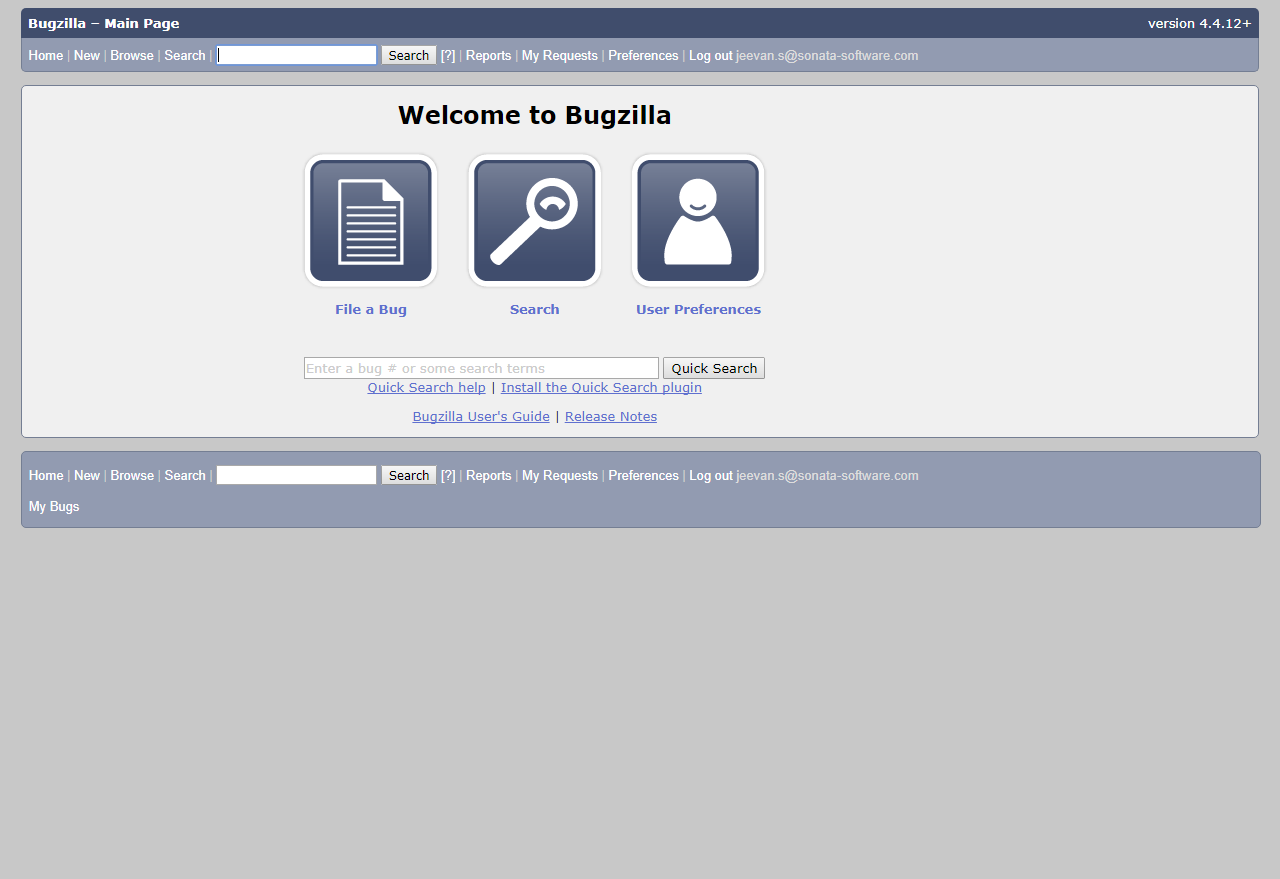 Bugzilla – Main Page version 4.4.12+
Home | New | Browse | Search | Search [?] | Reports | My Requests | Preferences | Log out jeevan.s@sonata-software.com
Welcome to Bugzilla
File a Bug Search User Preferences
Enter a bug # or some search terms Quick Search
Quick Search help | Install the Quick Search plugin
Bugzilla User's Guide | Release Notes
Home | New | Browse | Search | Search [?] | Reports | My Requests | Preferences | Log out jeevan.s@sonata-software.com
My Bugs